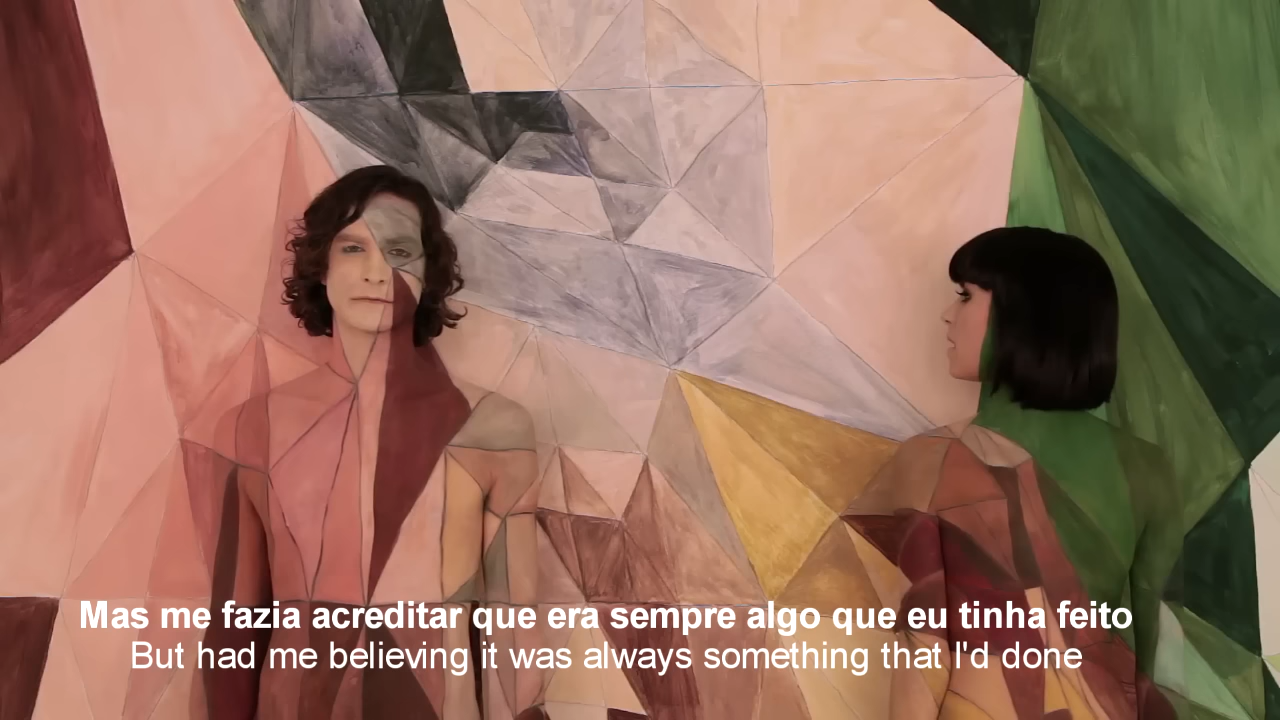 Mas me fazia acreditar que era sempre algo que eu tinha feito
But had me believing it was always something that I'd done